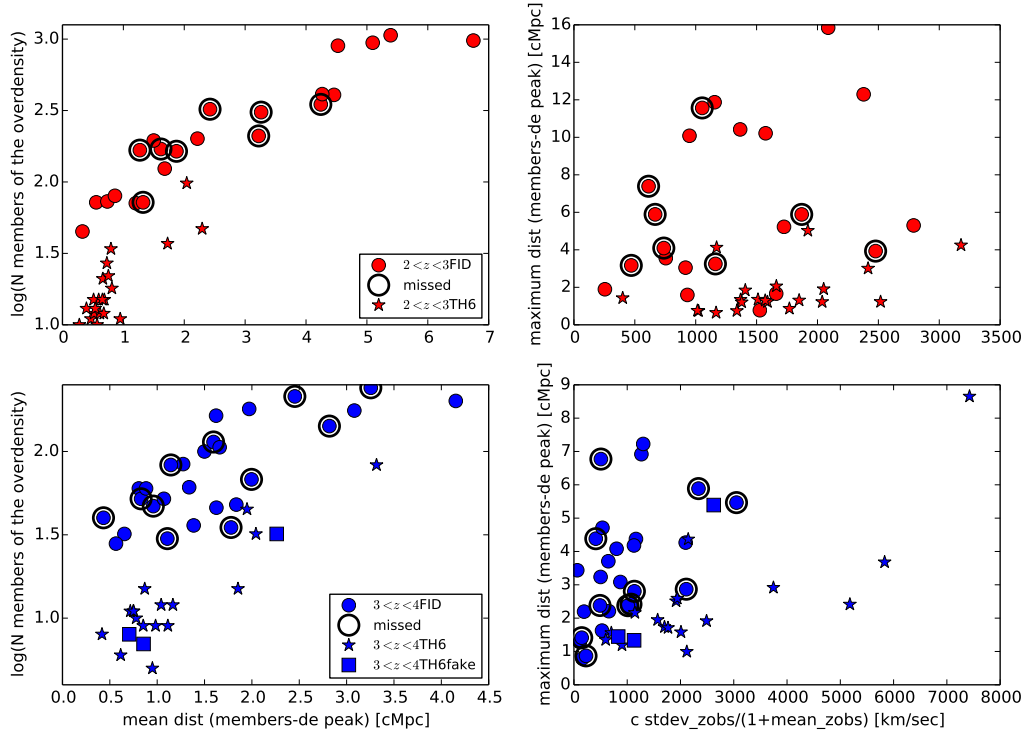 log(N members of the overdensity)
3.0
2.5
2.0
1.5
1.0
0 1 2 3 4 5 6 7
2<z<3FID
missed
2<z<3TH6
maximum dist (members-de peak) [cMpc]
16
14
12
10
8
6
4
2
0
0 500 1000 1500 2000 2500 3000 3500
log(N members of the overdensity)
2.0
1.5
1.0
0.0 0.5 1.0 1.5 2.0 2.5 3.0 3.5 4.0 4.5
mean dist (members-de peak) [cMpc]
3<z<4FID
missed
3<z<4TH6
3<z<4TH6fake
maximum dist (members-de peak) [cMpc]
9
8
7
6
5
4
3
2
1
0
0 1000 2000 3000 4000 5000 6000 7000 8000
c stdev_zobs/(1+mean_zobs) [km/sec]